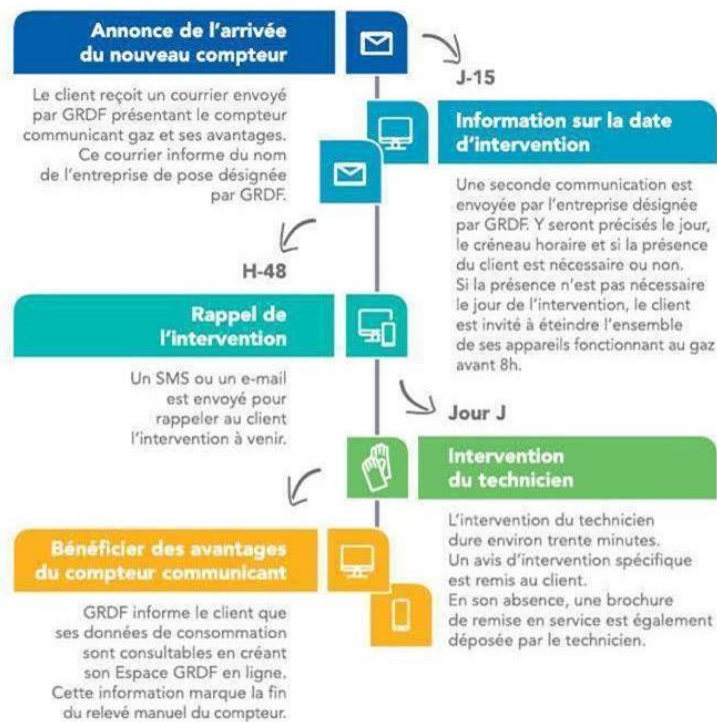 Annonce de l'arrivée
du nouveau compteur
Le client reçoit un courrier envoyé
par GRDF présentant le compteur
communicant gaz et ses avantages.
Ce courrier informe du nom
de l'entreprise de pose désignée
par GRDF.
J-15
Information sur la date
d'intervention
Une seconde communication est
envoyée par l'entreprise désignée
par GRDF. Y seront précisés le jour,
le créneau horaire et si la présence
du client est nécessaire ou non.
Si la présence n'est pas nécessaire
le jour de l'intervention, le client
est invité à éteindre l'ensemble
de ses appareils fonctionnant au gaz
avant 8h.
H-48
Rappel de
l'intervention
Un SMS ou un e-mail
est envoyé pour
rappeler au client
l'intervention à venir.
Jour J
Intervention
du technicien
L'intervention du technicien
dure environ trente minutes.
Un avis d'intervention spécifique
est remis au client.
En son absence, une brochure
de remise en service est également
déposée par le technicien.
Bénéficier des avantages
du compteur communicant
GRDF informe le client que
ses données de consommation
sont consultables en créant
son Espace GRDF en ligne.
Cette information marque la fin
du relevé manuel du compteur.